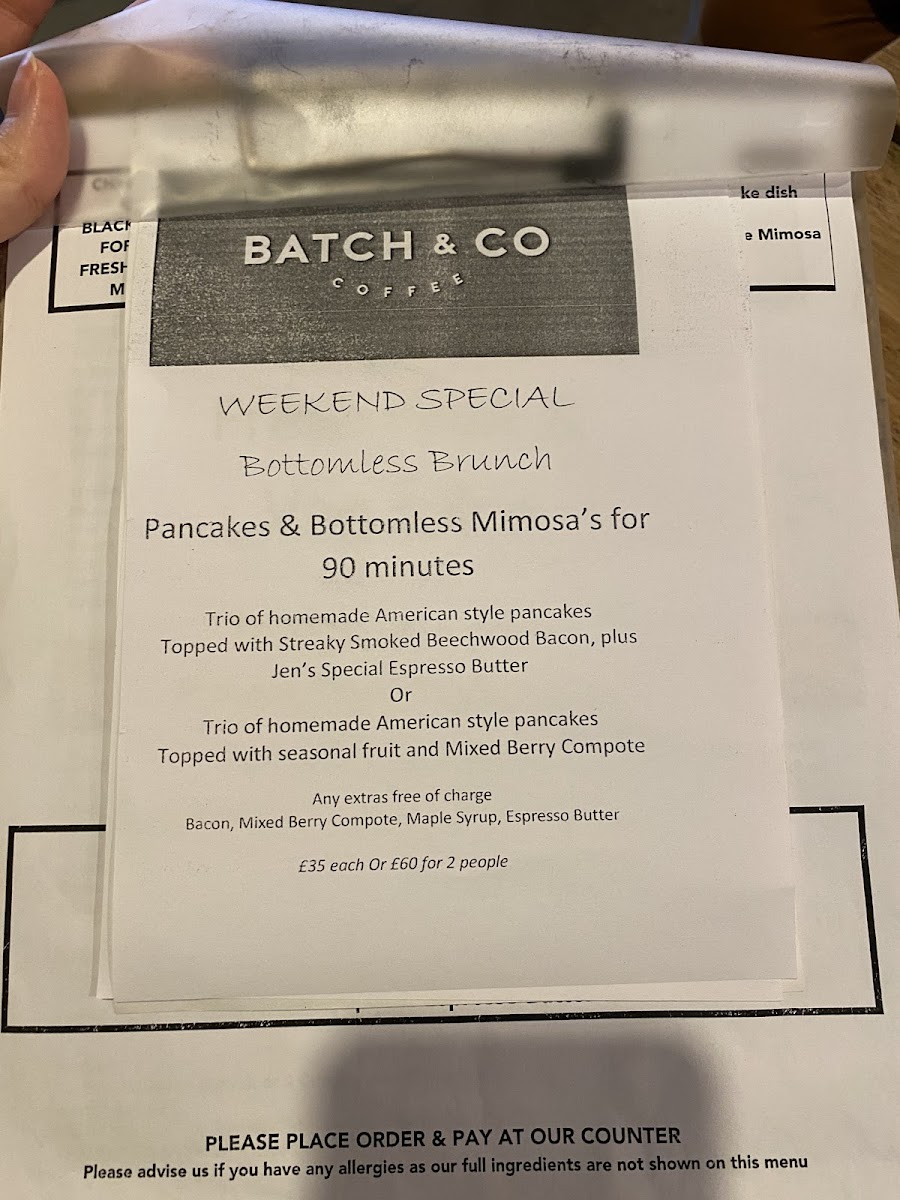 ke dish
BLACK
FOR
FRESH
M
e Mimosa
BATCH & CO
COFFEE
WEEKEND SPECIAL
Bottomless Brunch
Pancakes & Bottomless Mimosa's for
90 minutes
Trio of homemade American style pancakes
Topped with Streaky Smoked Beechwood Bacon, plus
Jen's Special Espresso Butter
Or
Trio of homemade American style pancakes
Topped with seasonal fruit and Mixed Berry Compote
Any extras free of charge
Bacon, Mixed Berry Compote, Maple Syrup, Espresso Butter
£35 each Or £60 for 2 people
PLEASE PLACE ORDER & PAY AT OUR COUNTER
Please advise us if you have any allergies as our full ingredients are not shown on this menu